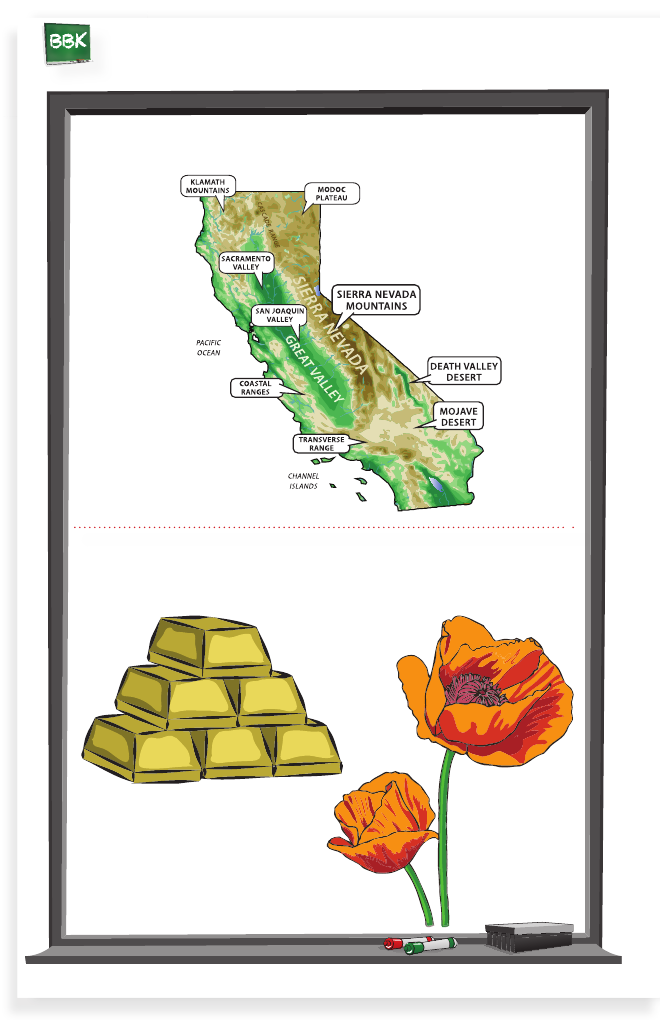 BBK
KLAMATH
MOUNTAINS
MODOC
PLATEAU
CASCADE RANGE
SACRAMENTO
VALLEY
SIERRA NEVADA
SIERRA NEVADA
MOUNTAINS
SAN JOAQUIN
VALLEY
GREAT VALLEY
PACIFIC
OCEAN
DEATH VALLEY
DESERT
COASTAL
RANGES
MOJAVE
DESERT
TRANSVERSE
RANGE
CHANNEL
ISLANDS